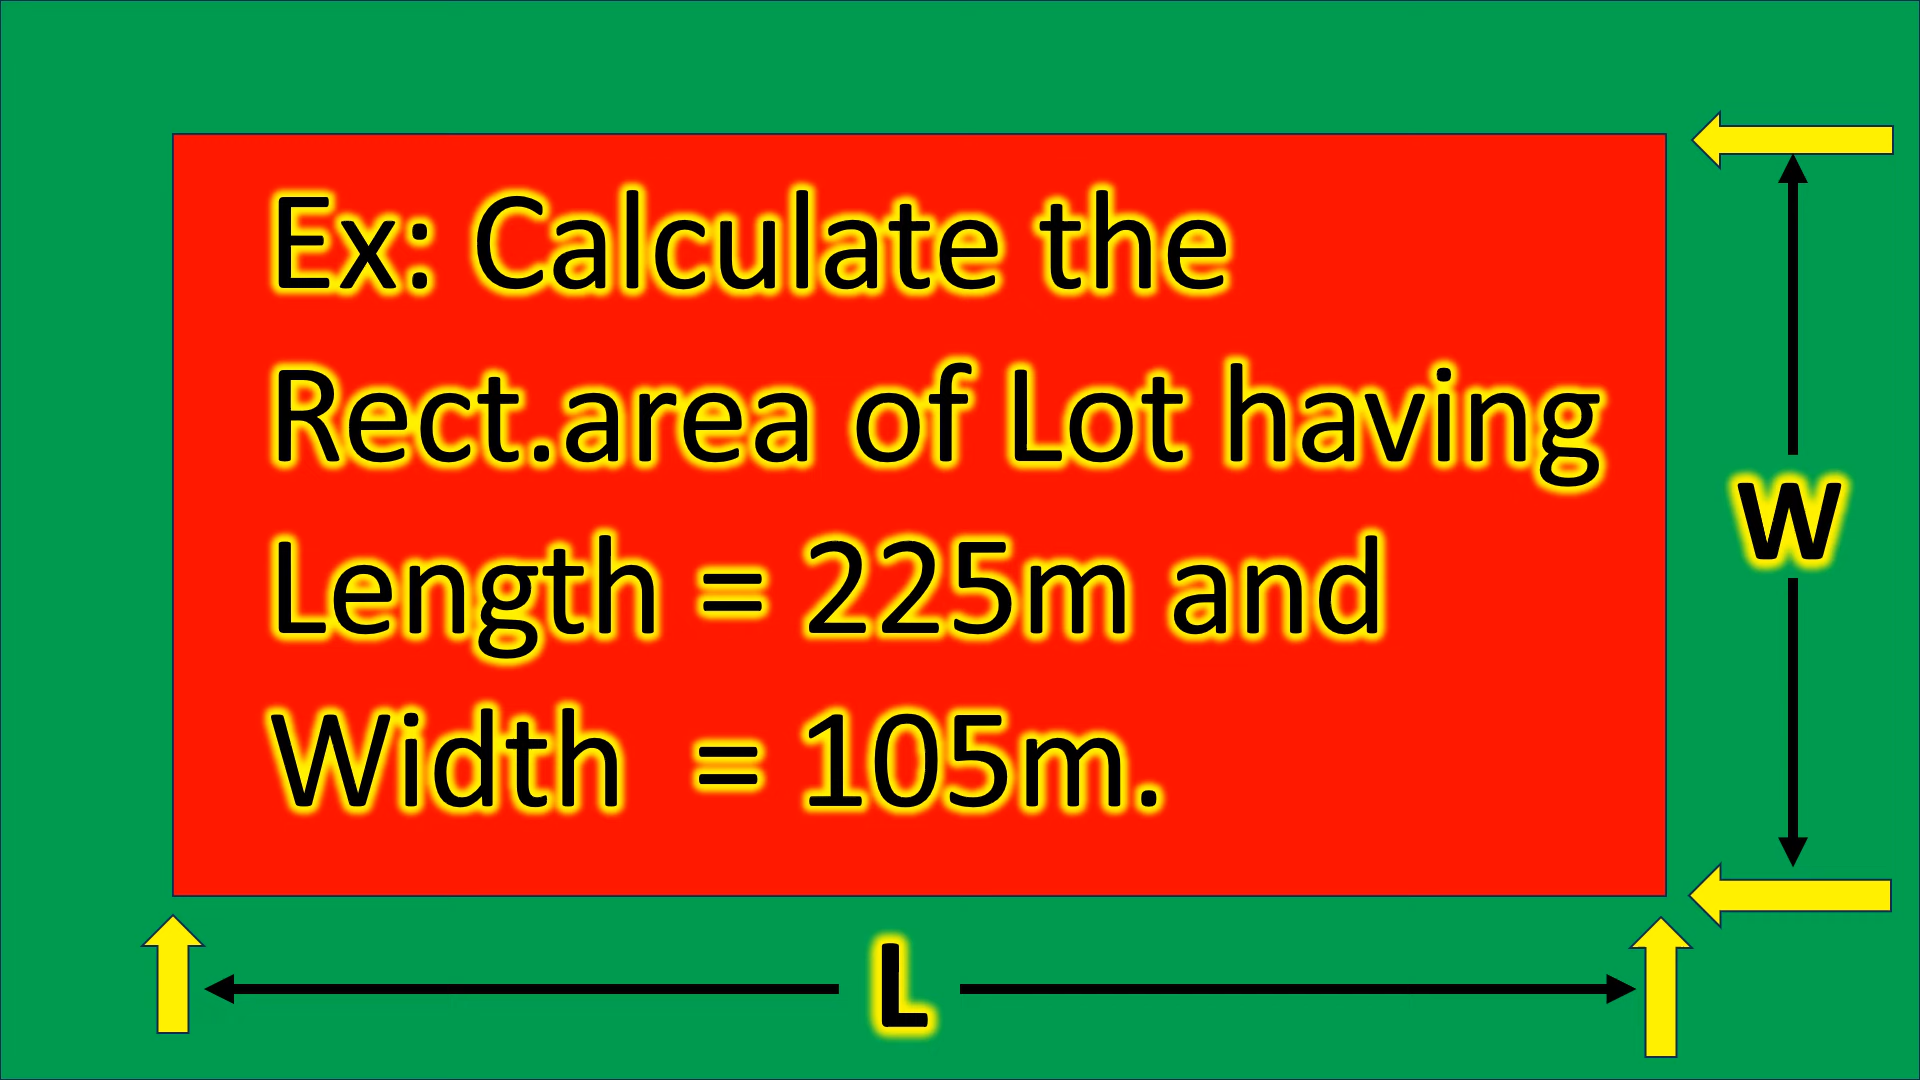 Ex: Calculate the
Rect.area of Lot having
Length = 225m and
Width  = 105m.
W
L